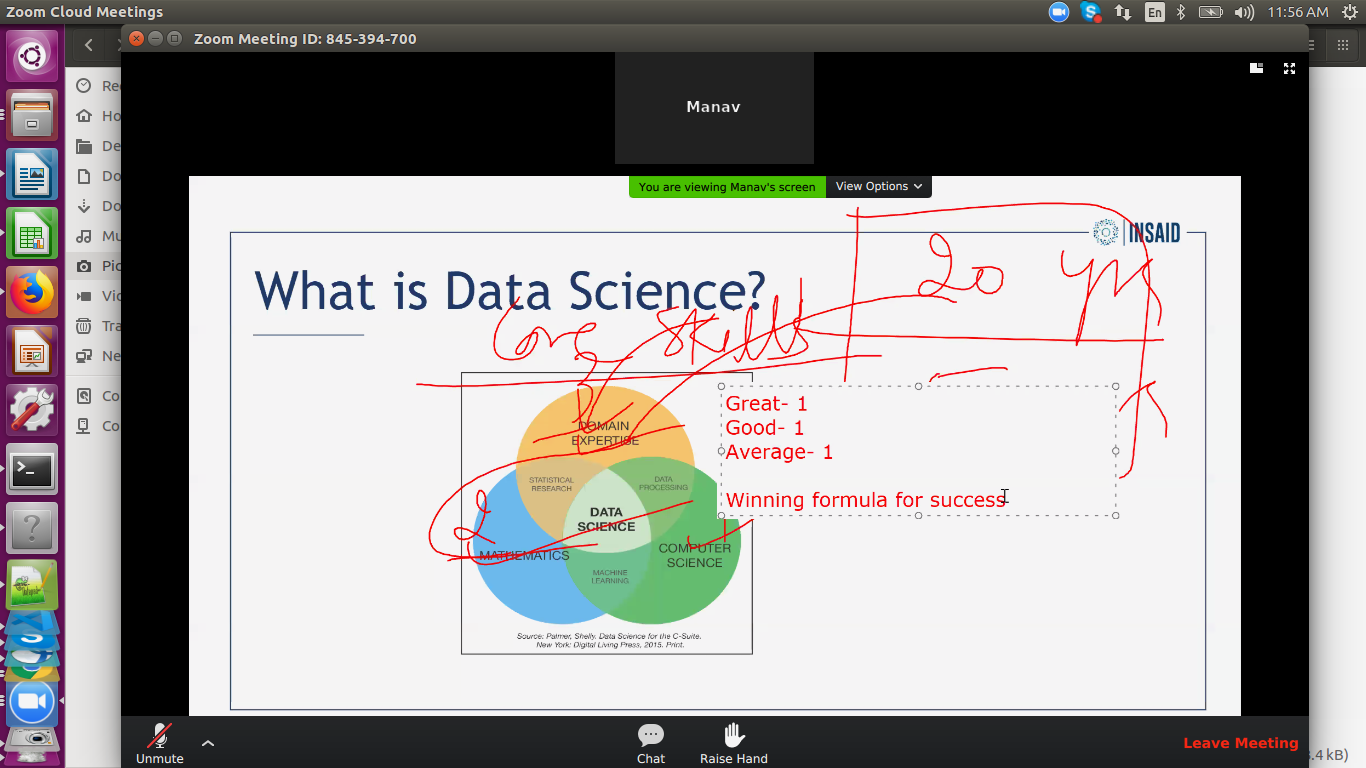 Zoom Cloud Meetings
En
11:56 AM
Zoom Meeting ID: 845-394-700
Re
Ho
De
Do
Do
Mu
Pic
Vic
Tra
Ne
Co
Co
Manav
You are viewing Manav's screen
View Options
INSAID
What is Data Science?
20
Core Skills
3
Great- 1
Good- 1
Average- 1
Winning formula for success
DOMAIN
EXPERTISE
STATISTICAL
RESEARCH
DATA
PROCESSING
DATA
SCIENCE
2
MATHEMATICS
COMPUTER
SCIENCE
MACHINE
LEARNING
Source: Palmer, Shelly. Data Science for the C-Suite.
New York: Digital Living Press, 2015. Print.
Unmute
Chat
Raise Hand
Leave Meeting
.4 kB)